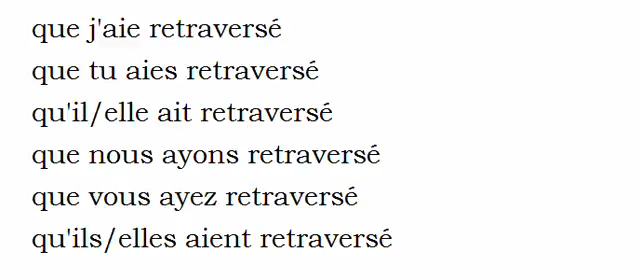 que j'aie retraversé
que tu aies retraversé
qu'il/elle ait retraversé
que nous ayons retraversé
que vous ayez retraversé
qu'ils/elles aient retraversé